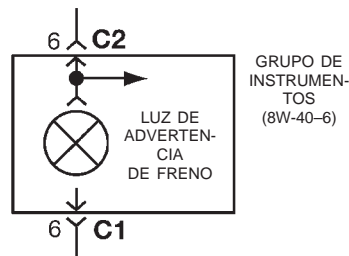 6 C2
GRUPO DE
INSTRUMEN-
TOS
(8W-40–6)
LUZ DE
ADVERTEN-
CIA
DE FRENO
6 C1